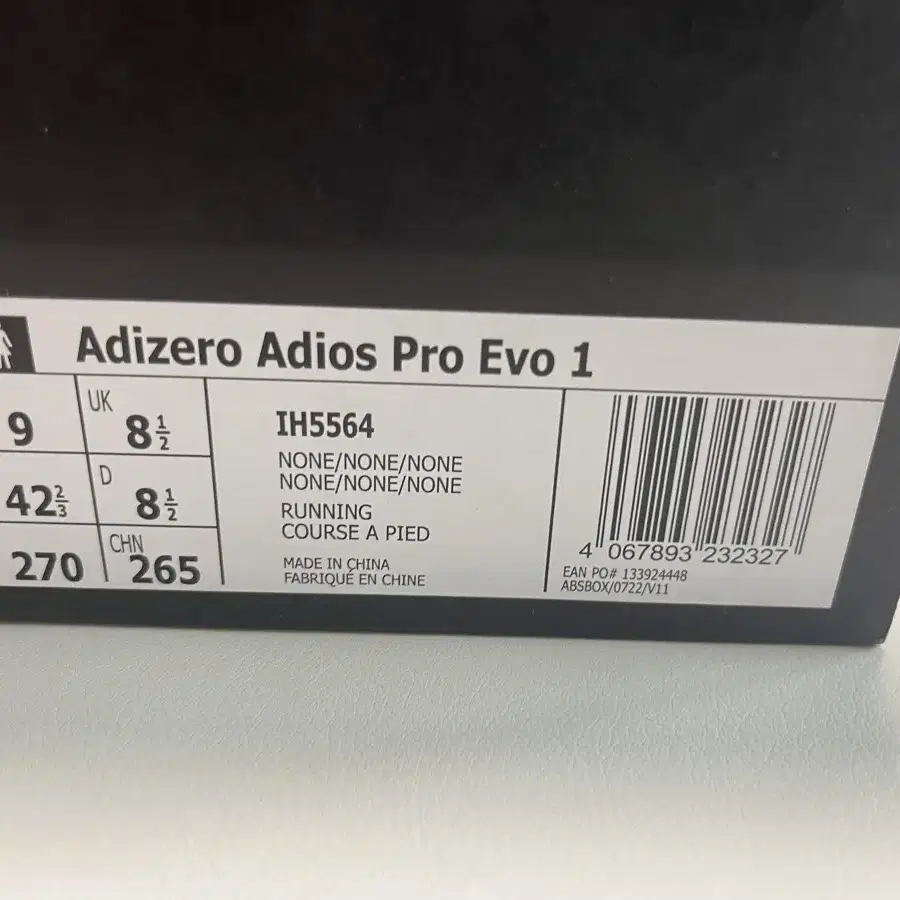 Adizero Adios Pro Evo 1
9
UK
8½
42⅔
D
8½
270
CHN
265
IH5564
NONE/NONE/NONE
NONE/NONE/NONE
RUNNING
COURSE A PIED
MADE IN CHINA
FABRIQUÉ EN CHINE
4 067893 232327
EAN PO# 133924448
ABSBOX/0722/V11